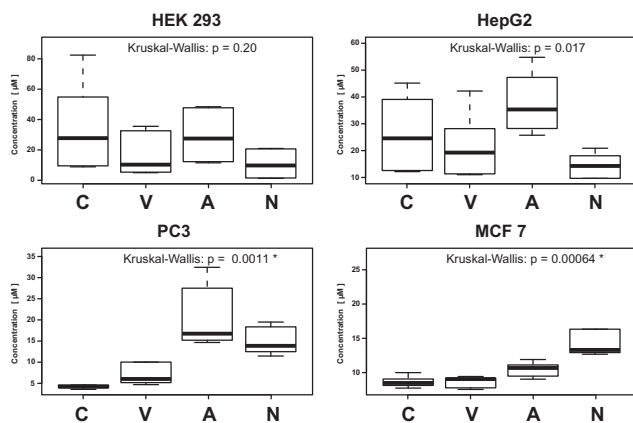 HEK 293
Kruskal-Wallis: p = 0.20
Concentration [ µM ]
80
60
40
20
0
C V A N
HepG2
Kruskal-Wallis: p = 0.017
Concentration [ µM ]
60
50
40
30
20
10
C V A N
PC3
Kruskal-Wallis: p = 0.0011 *
Concentration [ µM ]
35
30
25
20
15
10
5
C V A N
MCF 7
Kruskal-Wallis: p = 0.00064 *
Concentration [ µM ]
25
20
15
10
C V A N